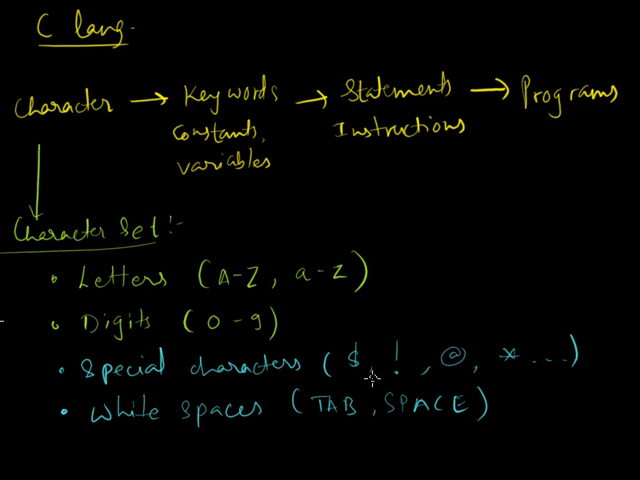 C lang.
Character → Keywords → Statements → Programs
constants, Instructions
variables
Character Set :-
• Letters (A-Z, a-z)
• Digits (0-9)
• Special characters ($, !, @, * ...)
• White spaces (TAB, SPACE)